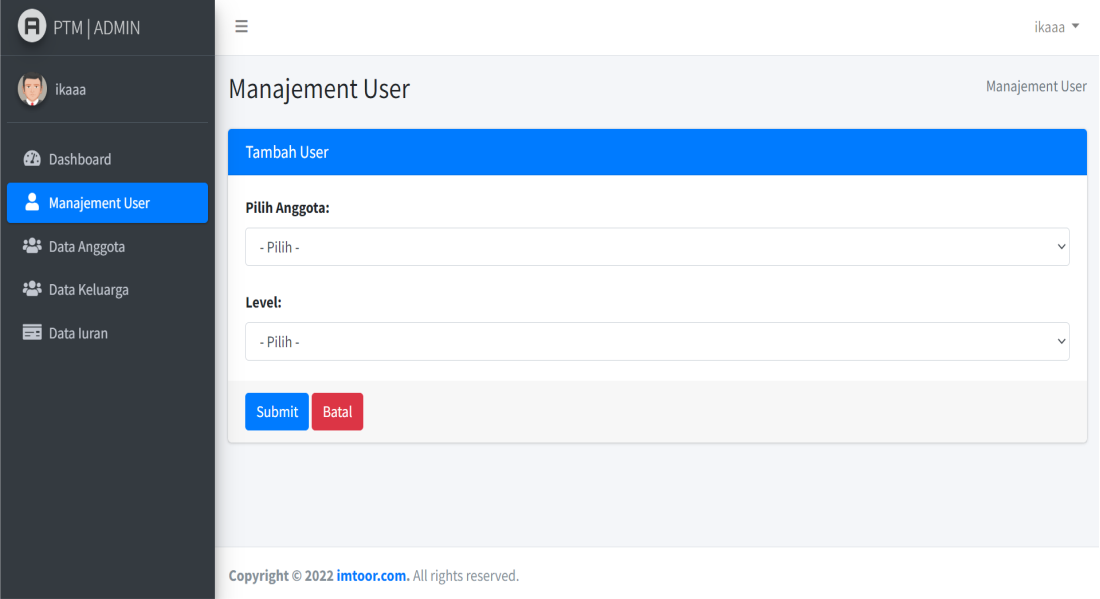 PTM | ADMIN
ikaaa
Manajement User
Manajement User
ikaaa
Dashboard
Manajement User
Data Anggota
Data Keluarga
Data Iuran
Tambah User
Pilih Anggota:
- Pilih -
Level:
- Pilih -
Submit Batal
Copyright © 2022 imtoor.com. All rights reserved.